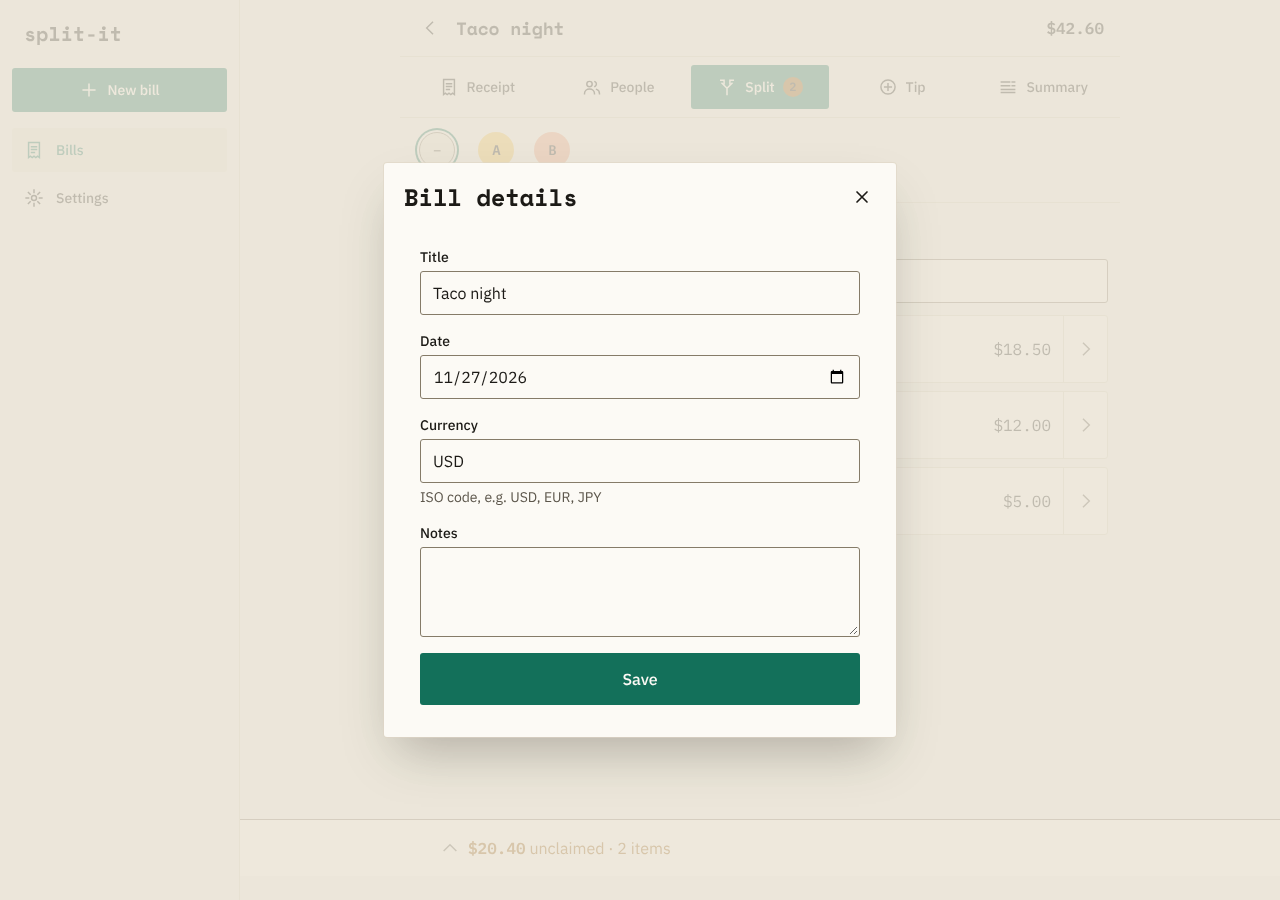 split-it
New bill
Bills
Settings
Taco night
$42.60
Receipt
People
Split 2
Tip
Summary
–
A
B
Bill details
Title
Taco night
Date
11/27/2026
Currency
USD
ISO code, e.g. USD, EUR, JPY
Notes
Save
$18.50
$12.00
$5.00
$20.40 unclaimed · 2 items